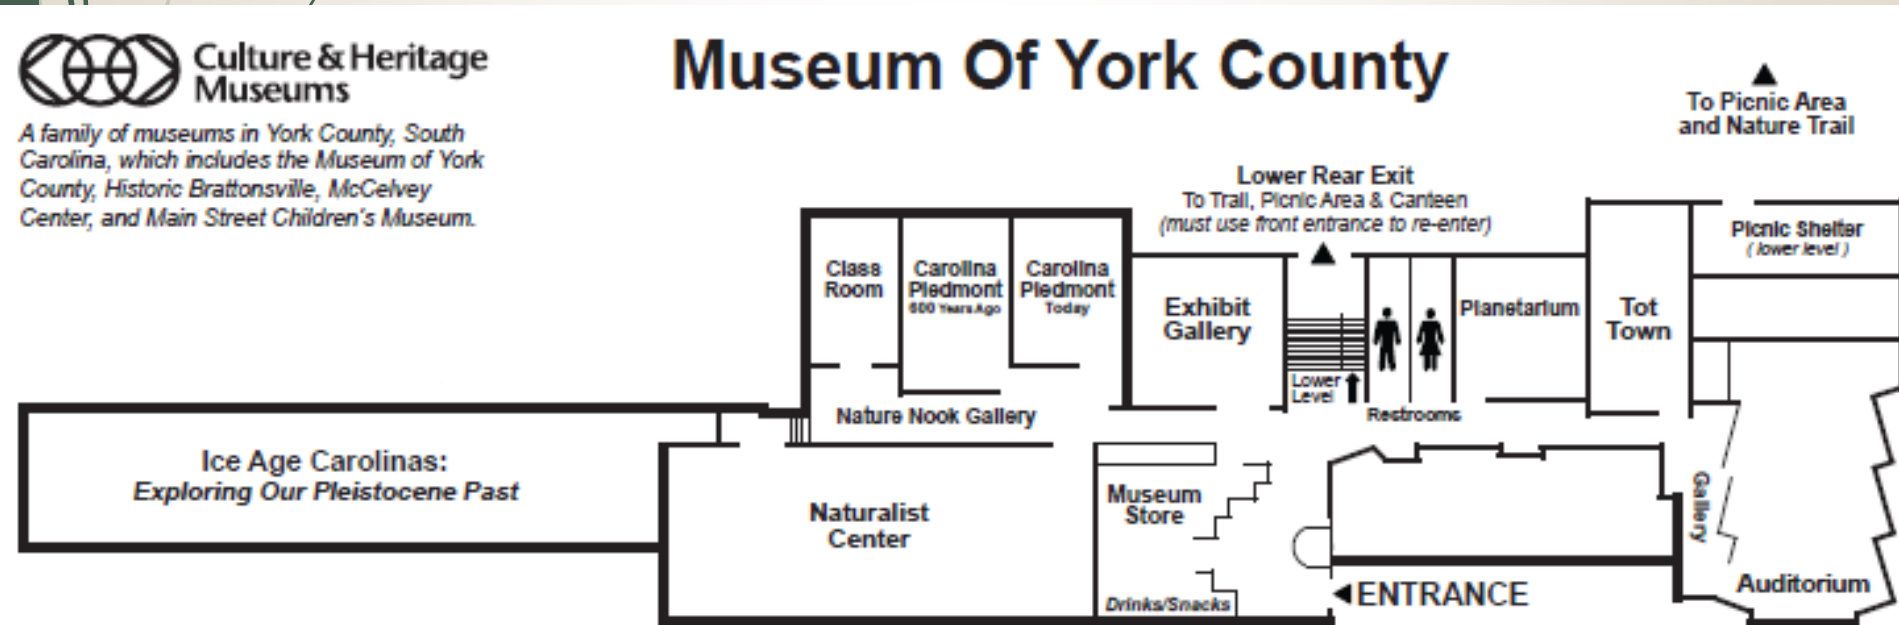 Culture & Heritage
Museums
A family of museums in York County, South
Carolina, which includes the Museum of York
County, Historic Brattonsville, McCelvey
Center, and Main Street Children's Museum.
Museum Of York County
To Picnic Area
and Nature Trail
Lower Rear Exit
To Trail, Picnic Area & Canteen
(must use front entrance to re-enter)
Picnic Shelter
( lower level )
Class
Room
Carolina
Piedmont
600 Years Ago
Carolina
Piedmont
Today
Exhibit
Gallery
Lower
Level
Restrooms
Planetarium
Tot
Town
Nature Nook Gallery
Ice Age Carolinas:
Exploring Our Pleistocene Past
Naturalist
Center
Museum
Store
Drinks/Snacks
ENTRANCE
Gallery
Auditorium